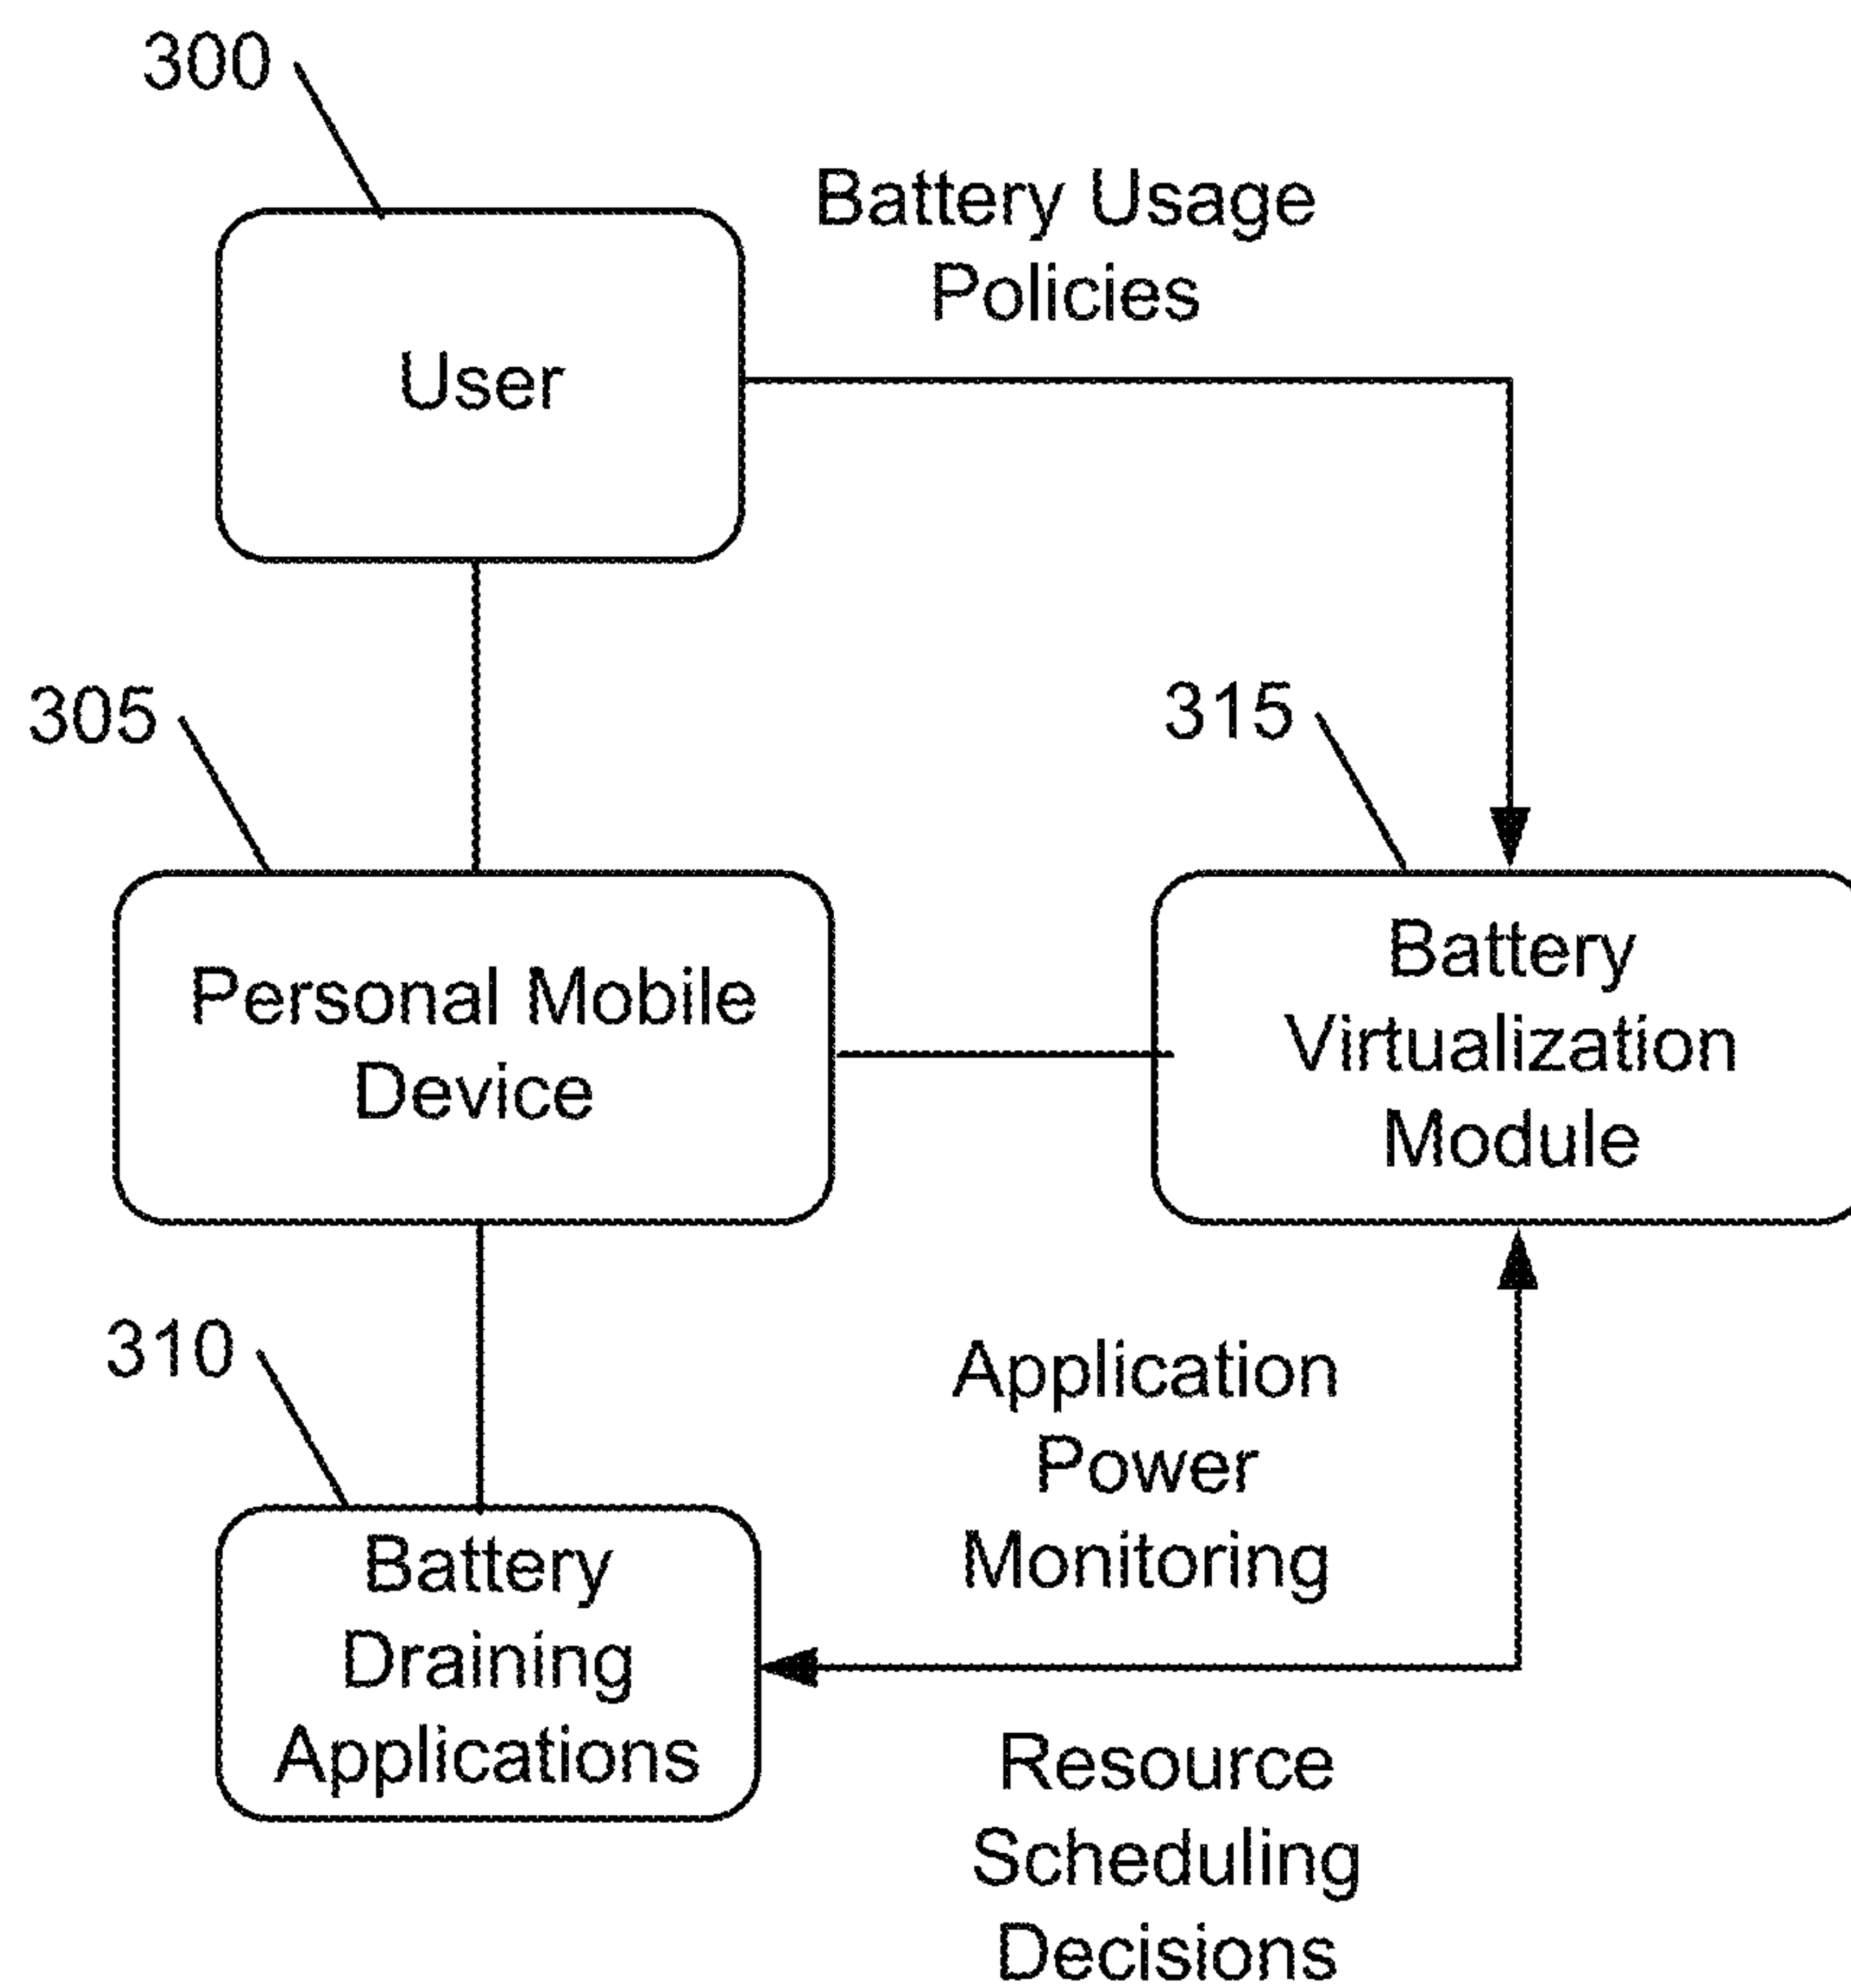 300
Battery Usage
Policies
User
305
315
Personal Mobile
Device
Battery
Virtualization
Module
310
Application
Power
Monitoring
Battery
Draining
Applications
Resource
Scheduling
Decisions